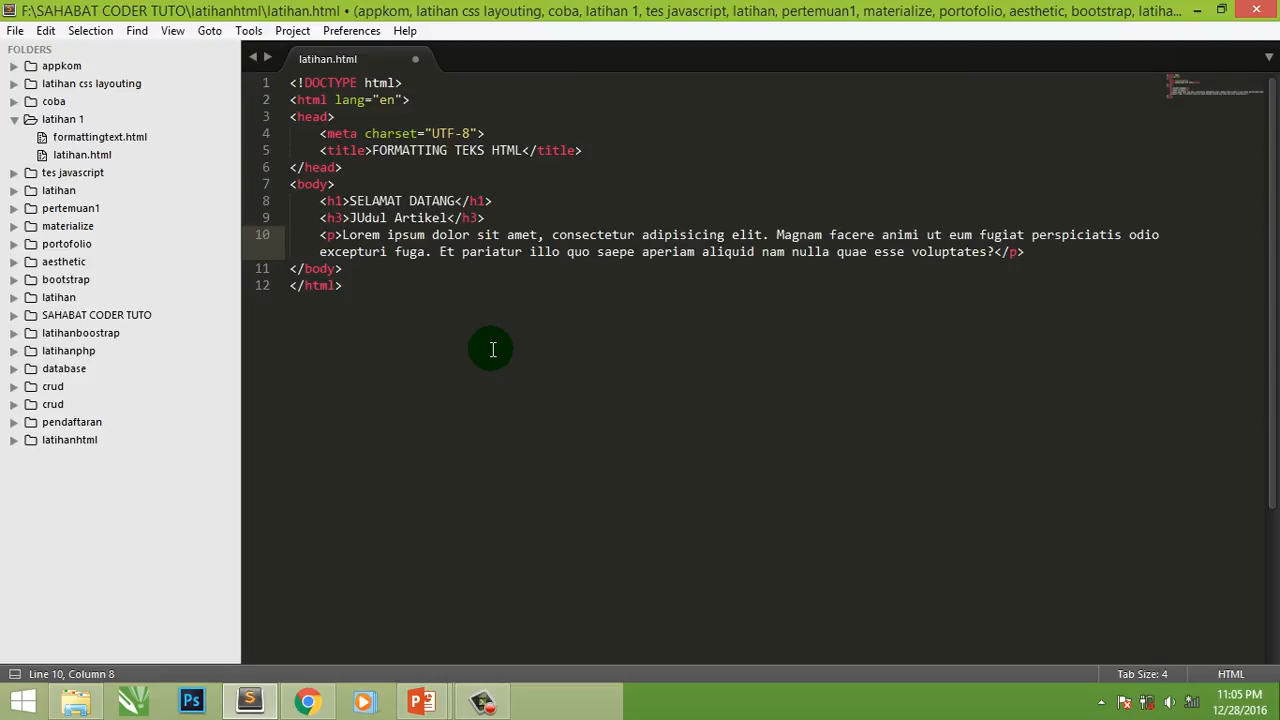 F:\SAHABAT CODER TUTO\latihanhtml\latihan.html • (appkom, latihan css layouting, coba, latihan 1, tes javascript, latihan, pertemuan1, materialize, portofolio, aesthetic, bootstrap, latiha...
File Edit Selection Find View Goto Tools Project Preferences Help
FOLDERS
appkom
latihan css layouting
coba
latihan 1
formattingtext.html
latihan.html
tes javascript
latihan
pertemuan1
materialize
portofolio
aesthetic
bootstrap
latihan
SAHABAT CODER TUTO
latihanboostrap
latihanphp
database
crud
crud
pendaftaran
latihanhtml
latihan.html
1 <!DOCTYPE html>
2 <html lang="en">
3 <head>
4 <meta charset="UTF-8">
5 <title>FORMATTING TEKS HTML</title>
6 </head>
7 <body>
8 <h1>SELAMAT DATANG</h1>
9 <h3>JUdul Artikel</h3>
10 <p>Lorem ipsum dolor sit amet, consectetur adipisicing elit. Magnam facere animi ut eum fugiat perspiciatis odio
excepturi fuga. Et pariatur illo quo saepe aperiam aliquid nam nulla quae esse voluptates?</p>
11 </body>
12 </html>
Line 10, Column 8
Tab Size: 4
HTML
Ps
11:05 PM
12/28/2016